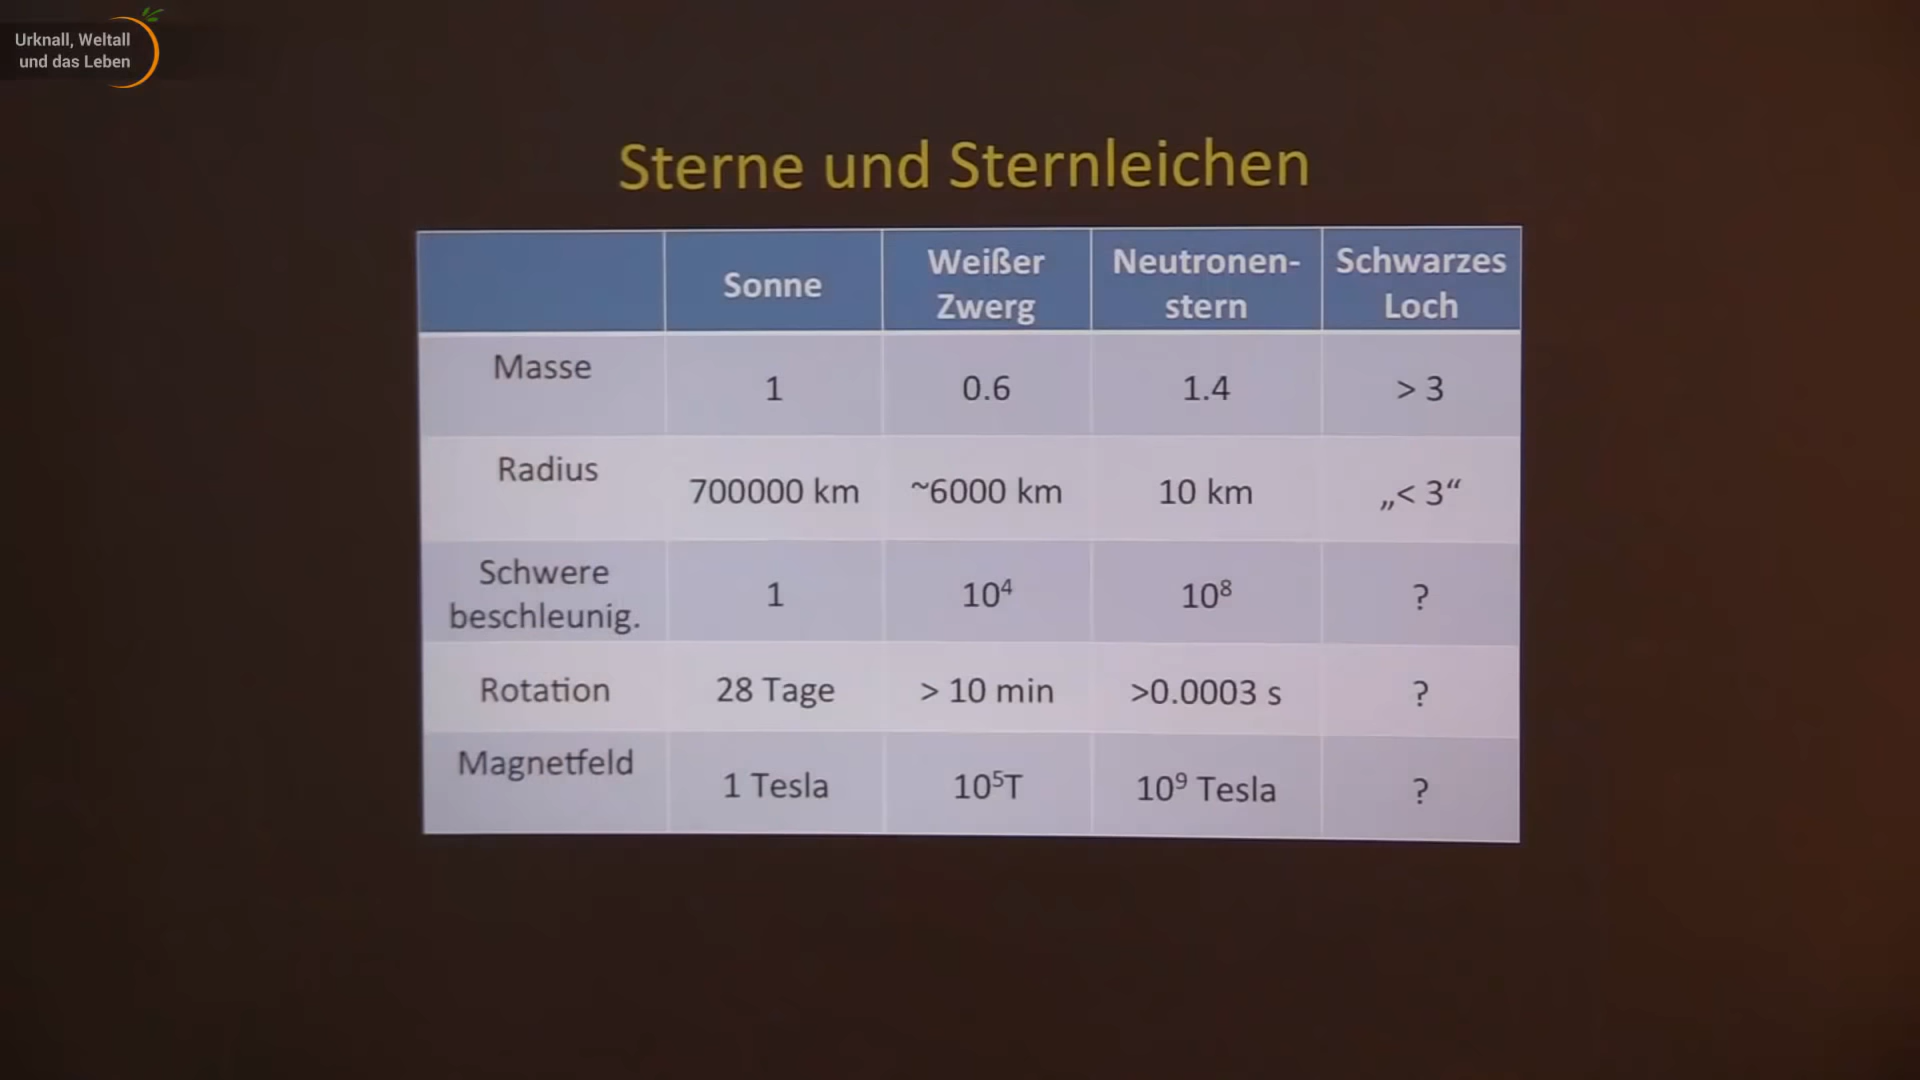 Urknall, Weltall
und das Leben
Sterne und Sternleichen
Sonne
Weißer
Zwerg
Neutronen-
stern
Schwarzes
Loch
Masse
1
0.6
1.4
> 3
Radius
700000 km
~6000 km
10 km
„< 3“
Schwere
beschleunig.
1
10⁴
10⁸
?
Rotation
28 Tage
> 10 min
>0.0003 s
?
Magnetfeld
1 Tesla
10⁵T
10⁹ Tesla
?